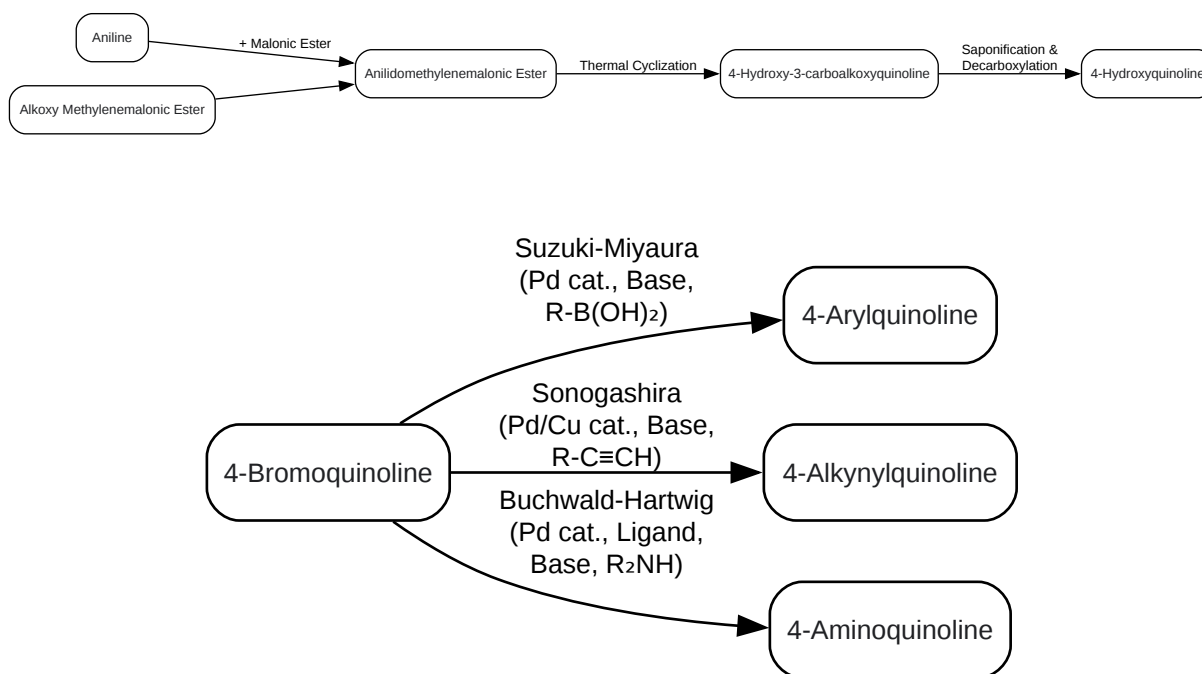 Aniline
+ Malonic Ester
Alkoxy Methylenemalonic Ester
Anilidomethylenemalonic Ester
Thermal Cyclization
4-Hydroxy-3-carboalkoxyquinoline
Saponification &
Decarboxylation
4-Hydroxyquinoline
Suzuki-Miyaura
(Pd cat., Base,
R-B(OH)₂)
4-Arylquinoline
Sonogashira
(Pd/Cu cat., Base,
R-C≡CH)
4-Bromoquinoline
4-Alkynylquinoline
Buchwald-Hartwig
(Pd cat., Ligand,
Base, R₂NH)
4-Aminoquinoline